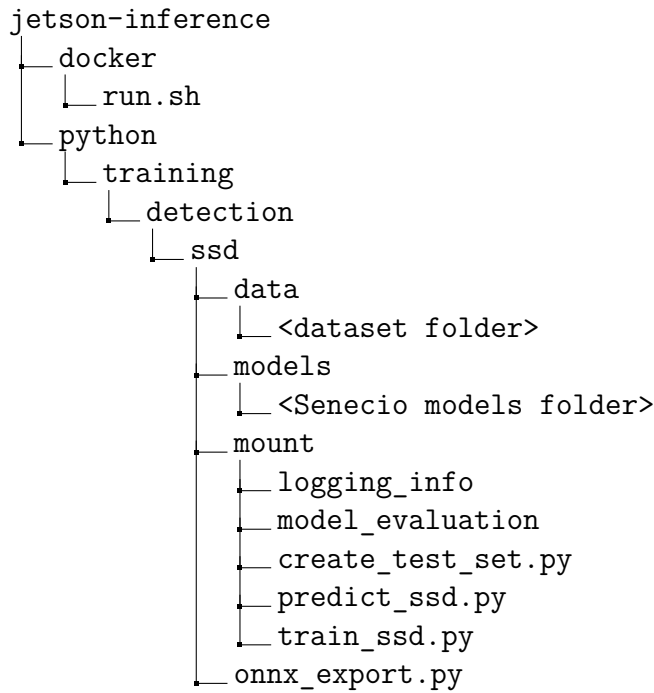 jetson-inference
docker
run.sh
python
training
detection
ssd
data
<dataset folder>
models
<Senecio models folder>
mount
logging_info
model_evaluation
create_test_set.py
predict_ssd.py
train_ssd.py
onnx_export.py